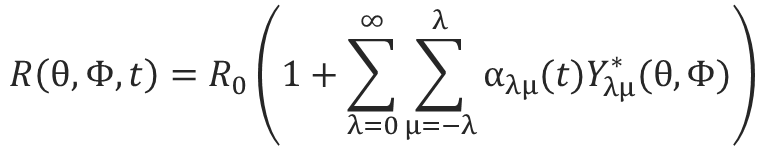 R(θ, Φ, t) = R₀ ( 1 + ∑_{λ=0}^{∞} ∑_{μ=−λ}^{λ} α_{λμ}(t)Y*_{λμ}(θ, Φ) )